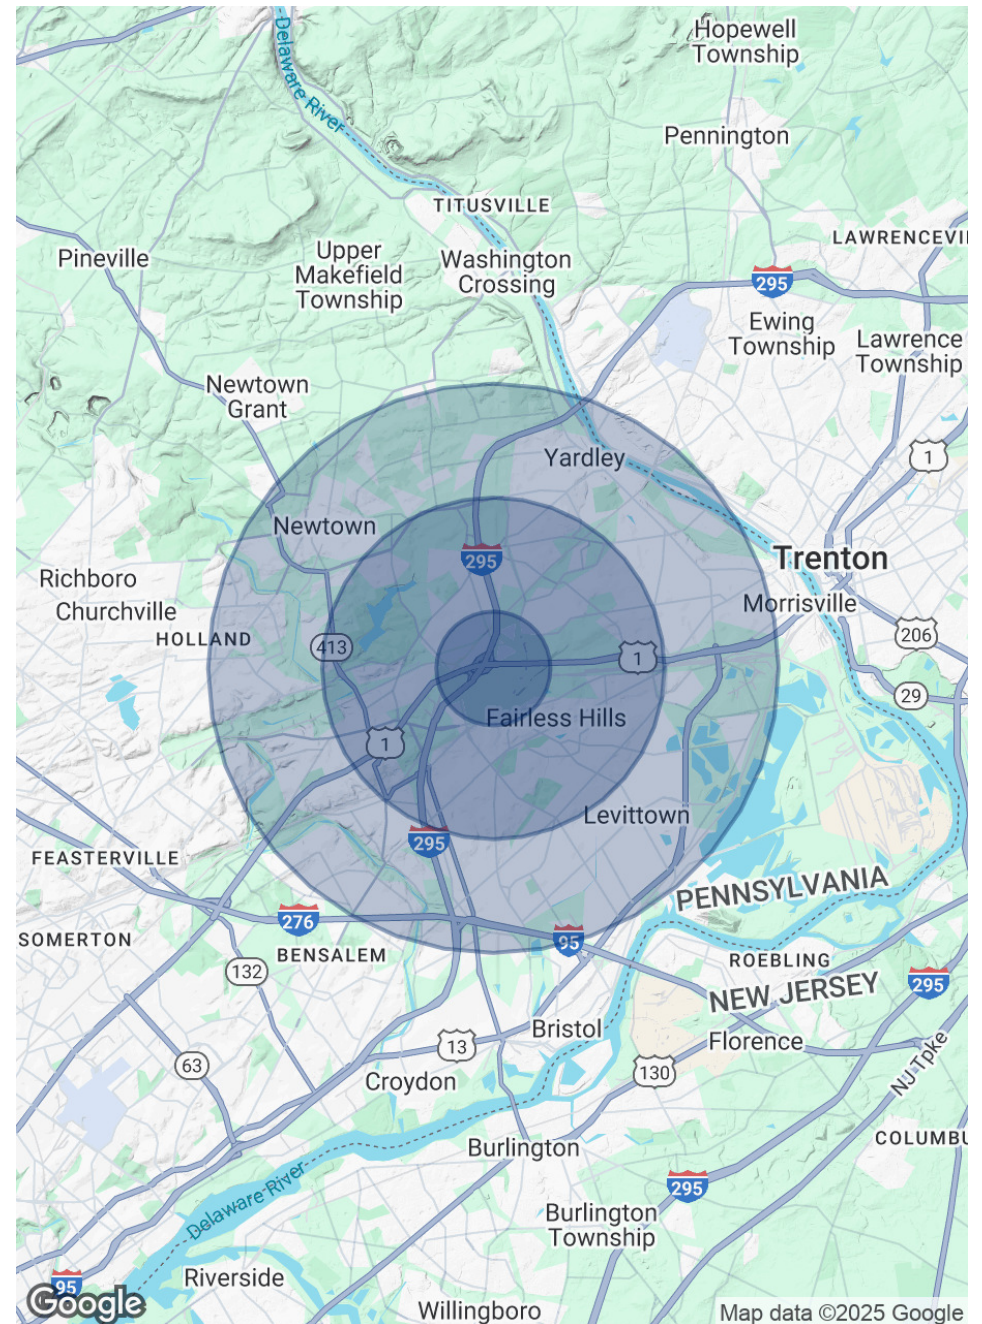 Hopewell
Township
Delaware River
Pennington
TITUSVILLE
LAWRENCEVI
Pineville
Upper
Makefield
Township
Washington
Crossing
295
Ewing
Township
Lawrence
Township
Newtown
Grant
Yardley
1
Newtown
295
Trenton
Richboro
Churchville
Morrisville
HOLLAND
413
1
206
29
Fairless Hills
1
Levittown
295
FEASTERVILLE
PENNSYLVANIA
276
95
SOMERTON
BENSALEM
ROEBLING
132
NEW JERSEY
295
Bristol
13
Florence
63
130
NJ Tpke
Croydon
Burlington
COLUMBU
Delaware River
295
Burlington
Township
Riverside
95
Google
Willingboro
Map data ©2025 Google